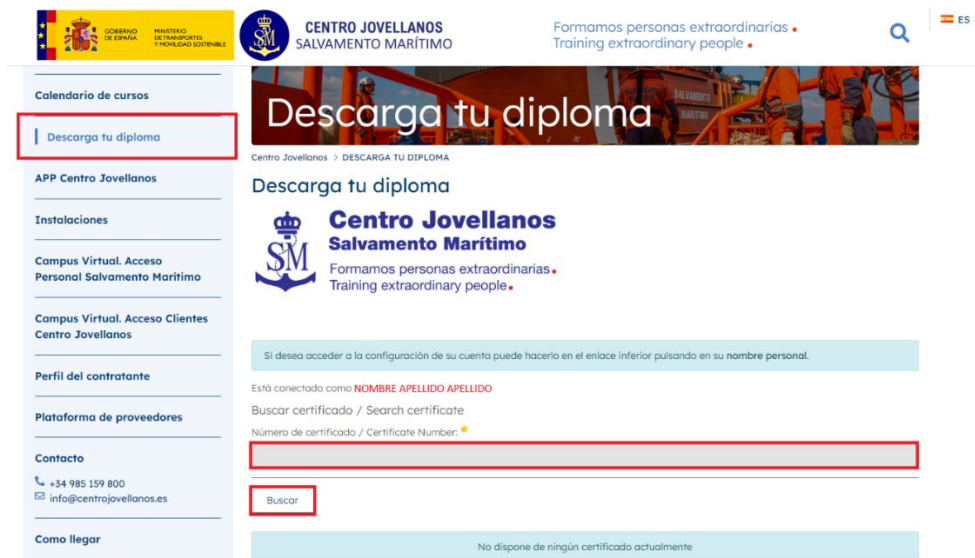 GOBIERNO
DE ESPAÑA
MINISTERIO
DE TRANSPORTES
Y MOVILIDAD SOSTENIBLE
SM
CENTRO JOVELLANOS
SALVAMENTO MARÍTIMO
Formamos personas extraordinarias
Training extraordinary people
ES
Calendario de cursos
Descarga tu diploma
APP Centro Jovellanos
Instalaciones
Campus Virtual. Acceso
Personal Salvamento Marítimo
Campus Virtual. Acceso Clientes
Centro Jovellanos
Perfil del contratante
Plataforma de proveedores
Contacto
+34 985 159 800
info@centrojovellanos.es
Como llegar
Descarga tu diploma
SALVAMENTO
MARÍTIMO
Centro Jovellanos > DESCARGA TU DIPLOMA
Descarga tu diploma
SM
Centro Jovellanos
Salvamento Marítimo
Formamos personas extraordinarias
Training extraordinary people
Si desea acceder a la configuración de su cuenta puede hacerlo en el enlace inferior pulsando en su nombre personal.
Está conectado como NOMBRE APELLIDO APELLIDO
Buscar certificado / Search certificate
Número de certificado / Certificate Number:
Buscar
No dispone de ningún certificado actualmente